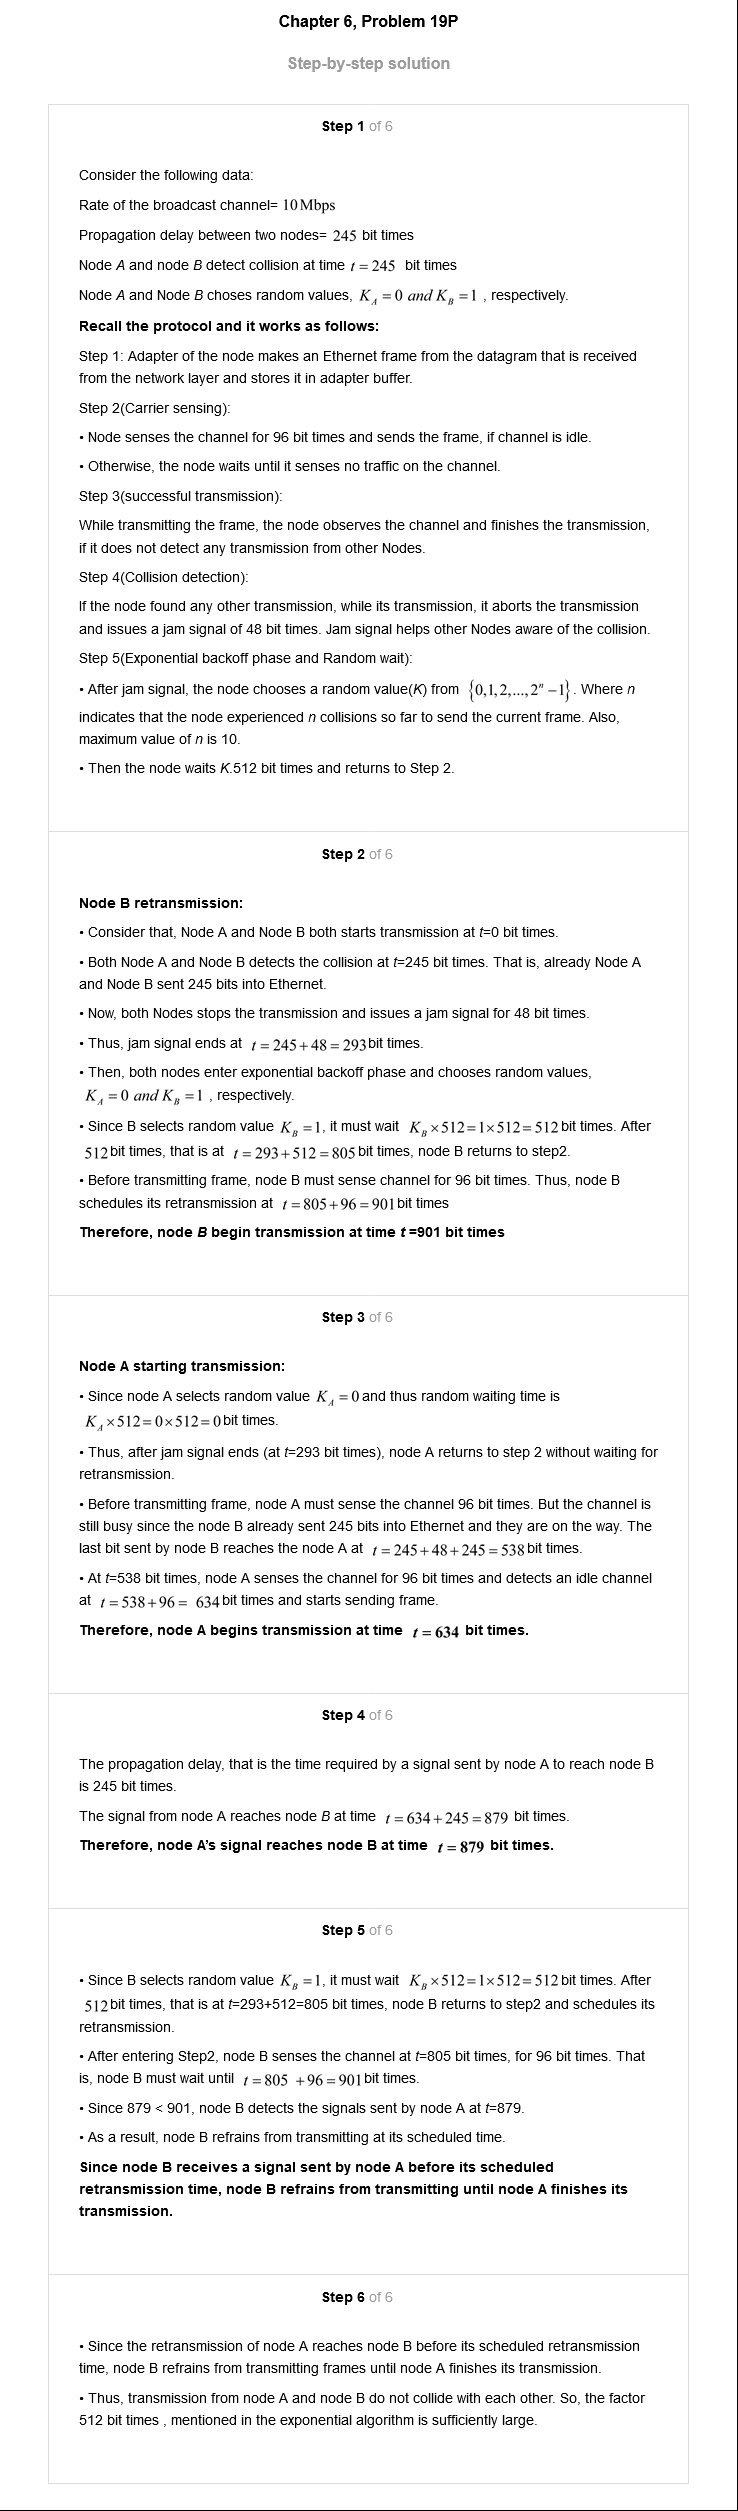 Chapter 6, Problem 19P
Step-by-step solution
Step 1 of 6
Consider the following data:
Rate of the broadcast channel= 10 Mbps
Propagation delay between two nodes= 245 bit times
Node A and node B detect collision at time t = 245 bit times
Node A and Node B choses random values, K_A = 0 and K_B = 1 , respectively.
Recall the protocol and it works as follows:
Step 1: Adapter of the node makes an Ethernet frame from the datagram that is received
from the network layer and stores it in adapter buffer.
Step 2(Carrier sensing):
• Node senses the channel for 96 bit times and sends the frame, if channel is idle.
• Otherwise, the node waits until it senses no traffic on the channel.
Step 3(successful transmission):
While transmitting the frame, the node observes the channel and finishes the transmission,
if it does not detect any transmission from other Nodes.
Step 4(Collision detection):
If the node found any other transmission, while its transmission, it aborts the transmission
and issues a jam signal of 48 bit times. Jam signal helps other Nodes aware of the collision.
Step 5(Exponential backoff phase and Random wait):
• After jam signal, the node chooses a random value(K) from {0,1,2,...,2^n − 1}. Where n
indicates that the node experienced n collisions so far to send the current frame. Also,
maximum value of n is 10.
• Then the node waits K.512 bit times and returns to Step 2.
Step 2 of 6
Node B retransmission:
• Consider that, Node A and Node B both starts transmission at t=0 bit times.
• Both Node A and Node B detects the collision at t=245 bit times. That is, already Node A
and Node B sent 245 bits into Ethernet.
• Now, both Nodes stops the transmission and issues a jam signal for 48 bit times.
• Thus, jam signal ends at t = 245 + 48 = 293 bit times.
• Then, both nodes enter exponential backoff phase and chooses random values,
K_A = 0 and K_B = 1 , respectively.
• Since B selects random value K_B = 1, it must wait K_B × 512 = 1 × 512 = 512 bit times. After
512 bit times, that is at t = 293 + 512 = 805 bit times, node B returns to step2.
• Before transmitting frame, node B must sense channel for 96 bit times. Thus, node B
schedules its retransmission at t = 805 + 96 = 901 bit times
Therefore, node B begin transmission at time t =901 bit times
Step 3 of 6
Node A starting transmission:
• Since node A selects random value K_A = 0 and thus random waiting time is
K_A × 512 = 0 × 512 = 0 bit times.
• Thus, after jam signal ends (at t=293 bit times), node A returns to step 2 without waiting for
retransmission.
• Before transmitting frame, node A must sense the channel 96 bit times. But the channel is
still busy since the node B already sent 245 bits into Ethernet and they are on the way. The
last bit sent by node B reaches the node A at t = 245 + 48 + 245 = 538 bit times.
• At t=538 bit times, node A senses the channel for 96 bit times and detects an idle channel
at t = 538 + 96 = 634 bit times and starts sending frame.
Therefore, node A begins transmission at time t = 634 bit times.
Step 4 of 6
The propagation delay, that is the time required by a signal sent by node A to reach node B
is 245 bit times.
The signal from node A reaches node B at time t = 634 + 245 = 879 bit times.
Therefore, node A’s signal reaches node B at time t = 879 bit times.
Step 5 of 6
• Since B selects random value K_B = 1, it must wait K_B × 512 = 1 × 512 = 512 bit times. After
512 bit times, that is at t=293+512=805 bit times, node B returns to step2 and schedules its
retransmission.
• After entering Step2, node B senses the channel at t=805 bit times, for 96 bit times. That
is, node B must wait until t = 805 + 96 = 901 bit times.
• Since 879 < 901, node B detects the signals sent by node A at t=879.
• As a result, node B refrains from transmitting at its scheduled time.
Since node B receives a signal sent by node A before its scheduled
retransmission time, node B refrains from transmitting until node A finishes its
transmission.
Step 6 of 6
• Since the retransmission of node A reaches node B before its scheduled retransmission
time, node B refrains from transmitting frames until node A finishes its transmission.
• Thus, transmission from node A and node B do not collide with each other. So, the factor
512 bit times , mentioned in the exponential algorithm is sufficiently large.